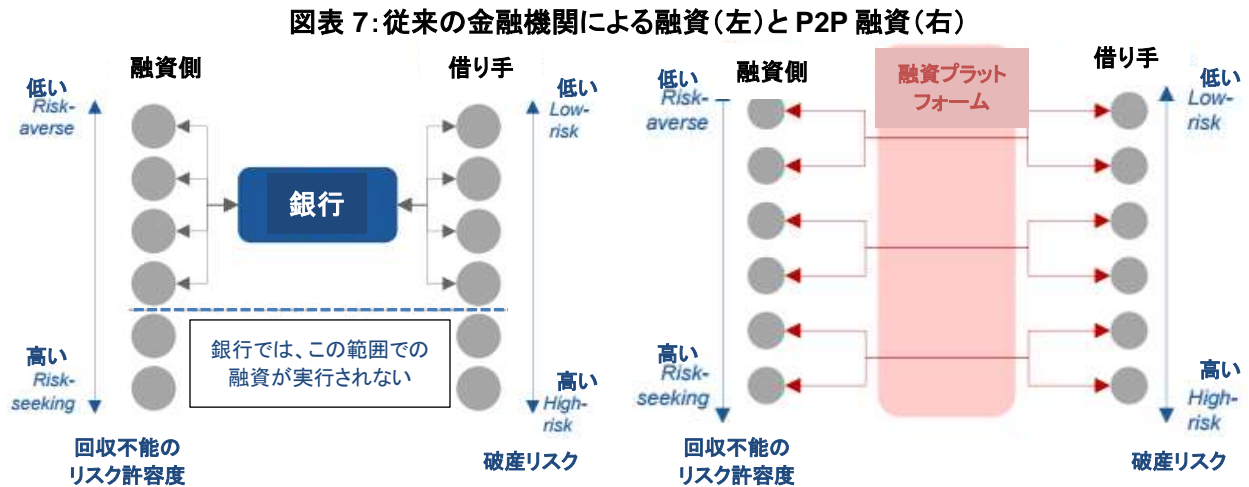 図表 7：従来の金融機関による融資（左）と P2P 融資（右）
融資側
借り手
低い
Risk-
averse
低い
Low-
risk
銀行
銀行では、この範囲での
融資が実行されない
高い
Risk-
seeking
高い
High-
risk
回収不能の
リスク許容度
破産リスク
融資側
融資プラット
フォーム
借り手
低い
Risk-
averse
低い
Low-
risk
高い
Risk-
seeking
高い
High-
risk
回収不能の
リスク許容度
破産リスク